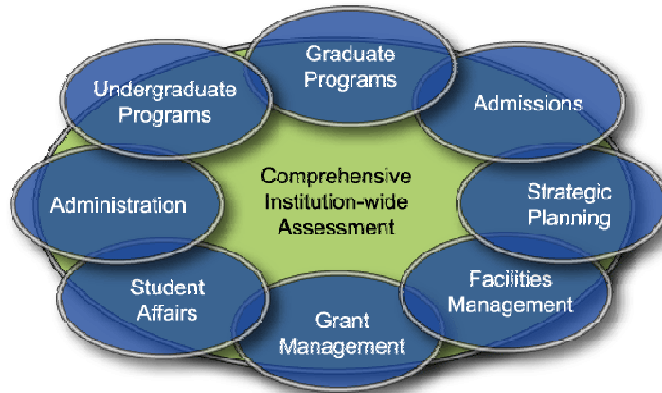 Graduate
Programs
Undergraduate
Programs
Admissions
Comprehensive
Institution-wide
Assessment
Administration
Strategic
Planning
Student
Affairs
Facilities
Management
Grant
Management